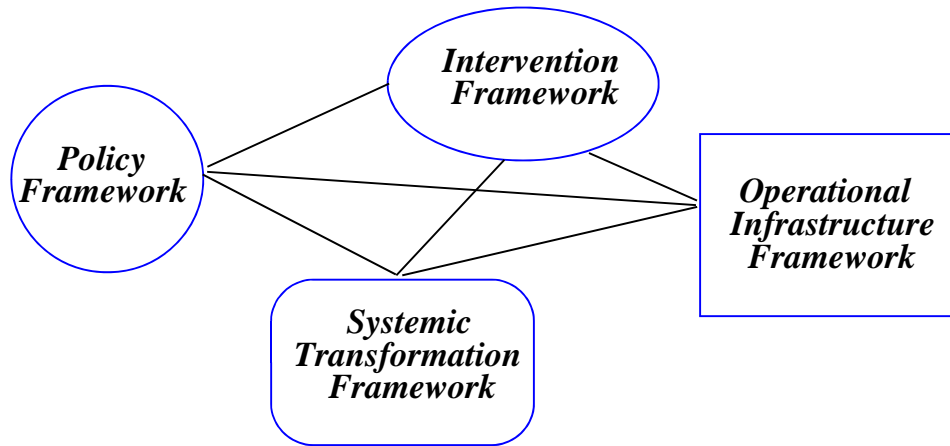 Intervention
Framework
Policy
Framework
Operational
Infrastructure
Framework
Systemic
Transformation
Framework